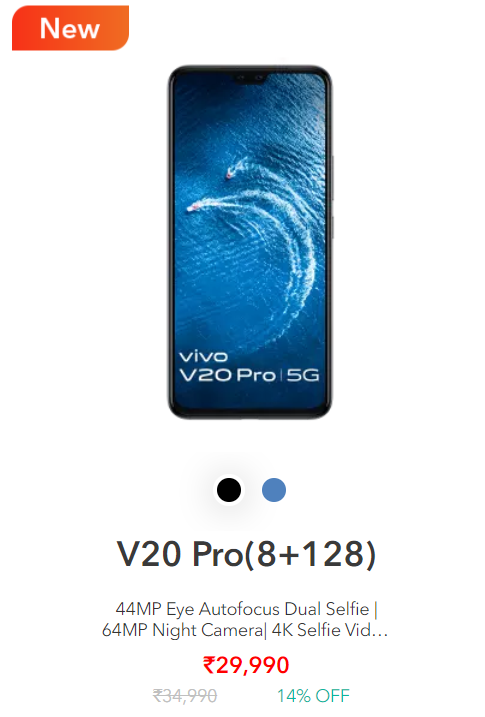 New
vivo
V20 Pro | 5G
V20 Pro(8+128)
44MP Eye Autofocus Dual Selfie |
64MP Night Camera| 4K Selfie Vid...
₹29,990
₹34,990 14% OFF